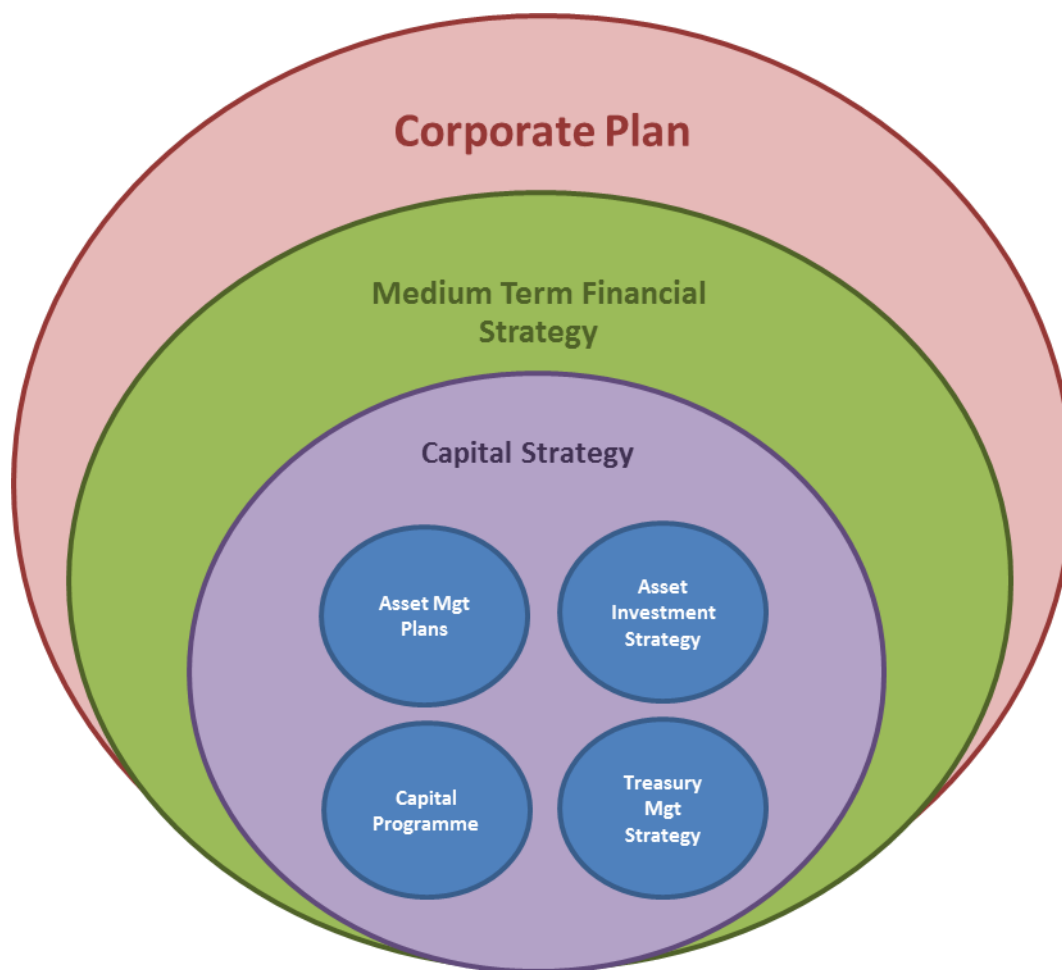 Corporate Plan
Medium Term Financial
Strategy
Capital Strategy
Asset Mgt
Plans
Asset
Investment
Strategy
Capital
Programme
Treasury
Mgt
Strategy